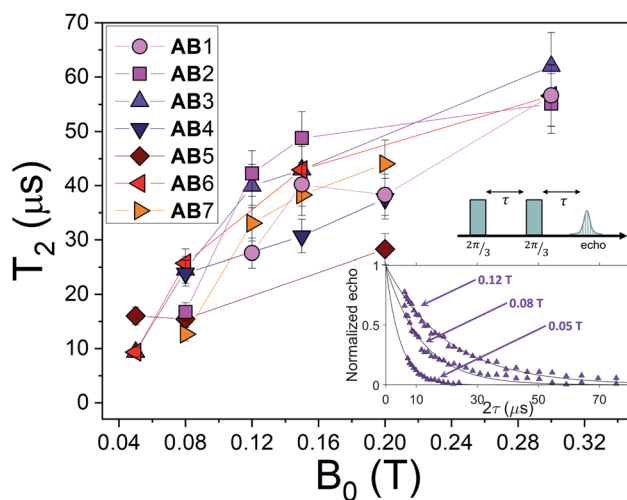 70
60
50
40
30
20
10
0
T₂ (μs)
AB1
AB2
AB3
AB4
AB5
AB6
AB7
τ τ
2π/3 2π/3 echo
1
0.5
0
Normalized echo
0.12 T
0.08 T
0.05 T
10 30 50 70
2τ (μs)
0.04 0.08 0.12 0.16 0.20 0.24 0.28 0.32
B₀ (T)